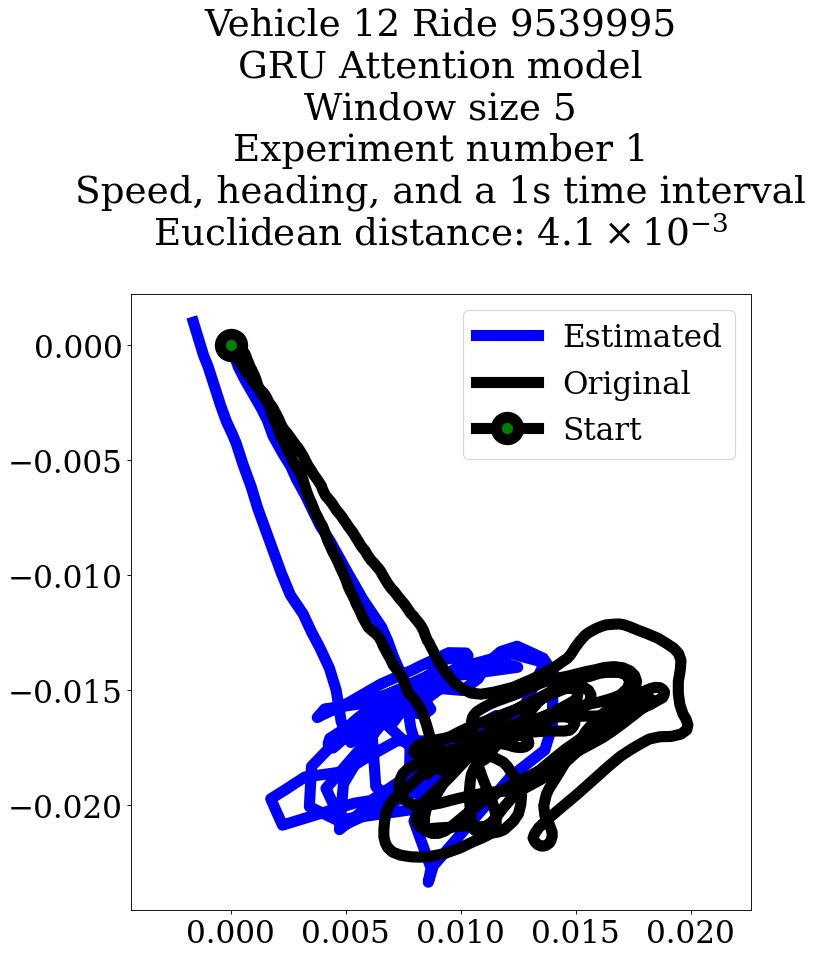 Vehicle 12 Ride 9539995
GRU Attention model
Window size 5
Experiment number 1
Speed, heading, and a 1s time interval
Euclidean distance: 4.1 × 10⁻³
Estimated
Original
Start
0.000
−0.005
−0.010
−0.015
−0.020
0.000 0.005 0.010 0.015 0.020